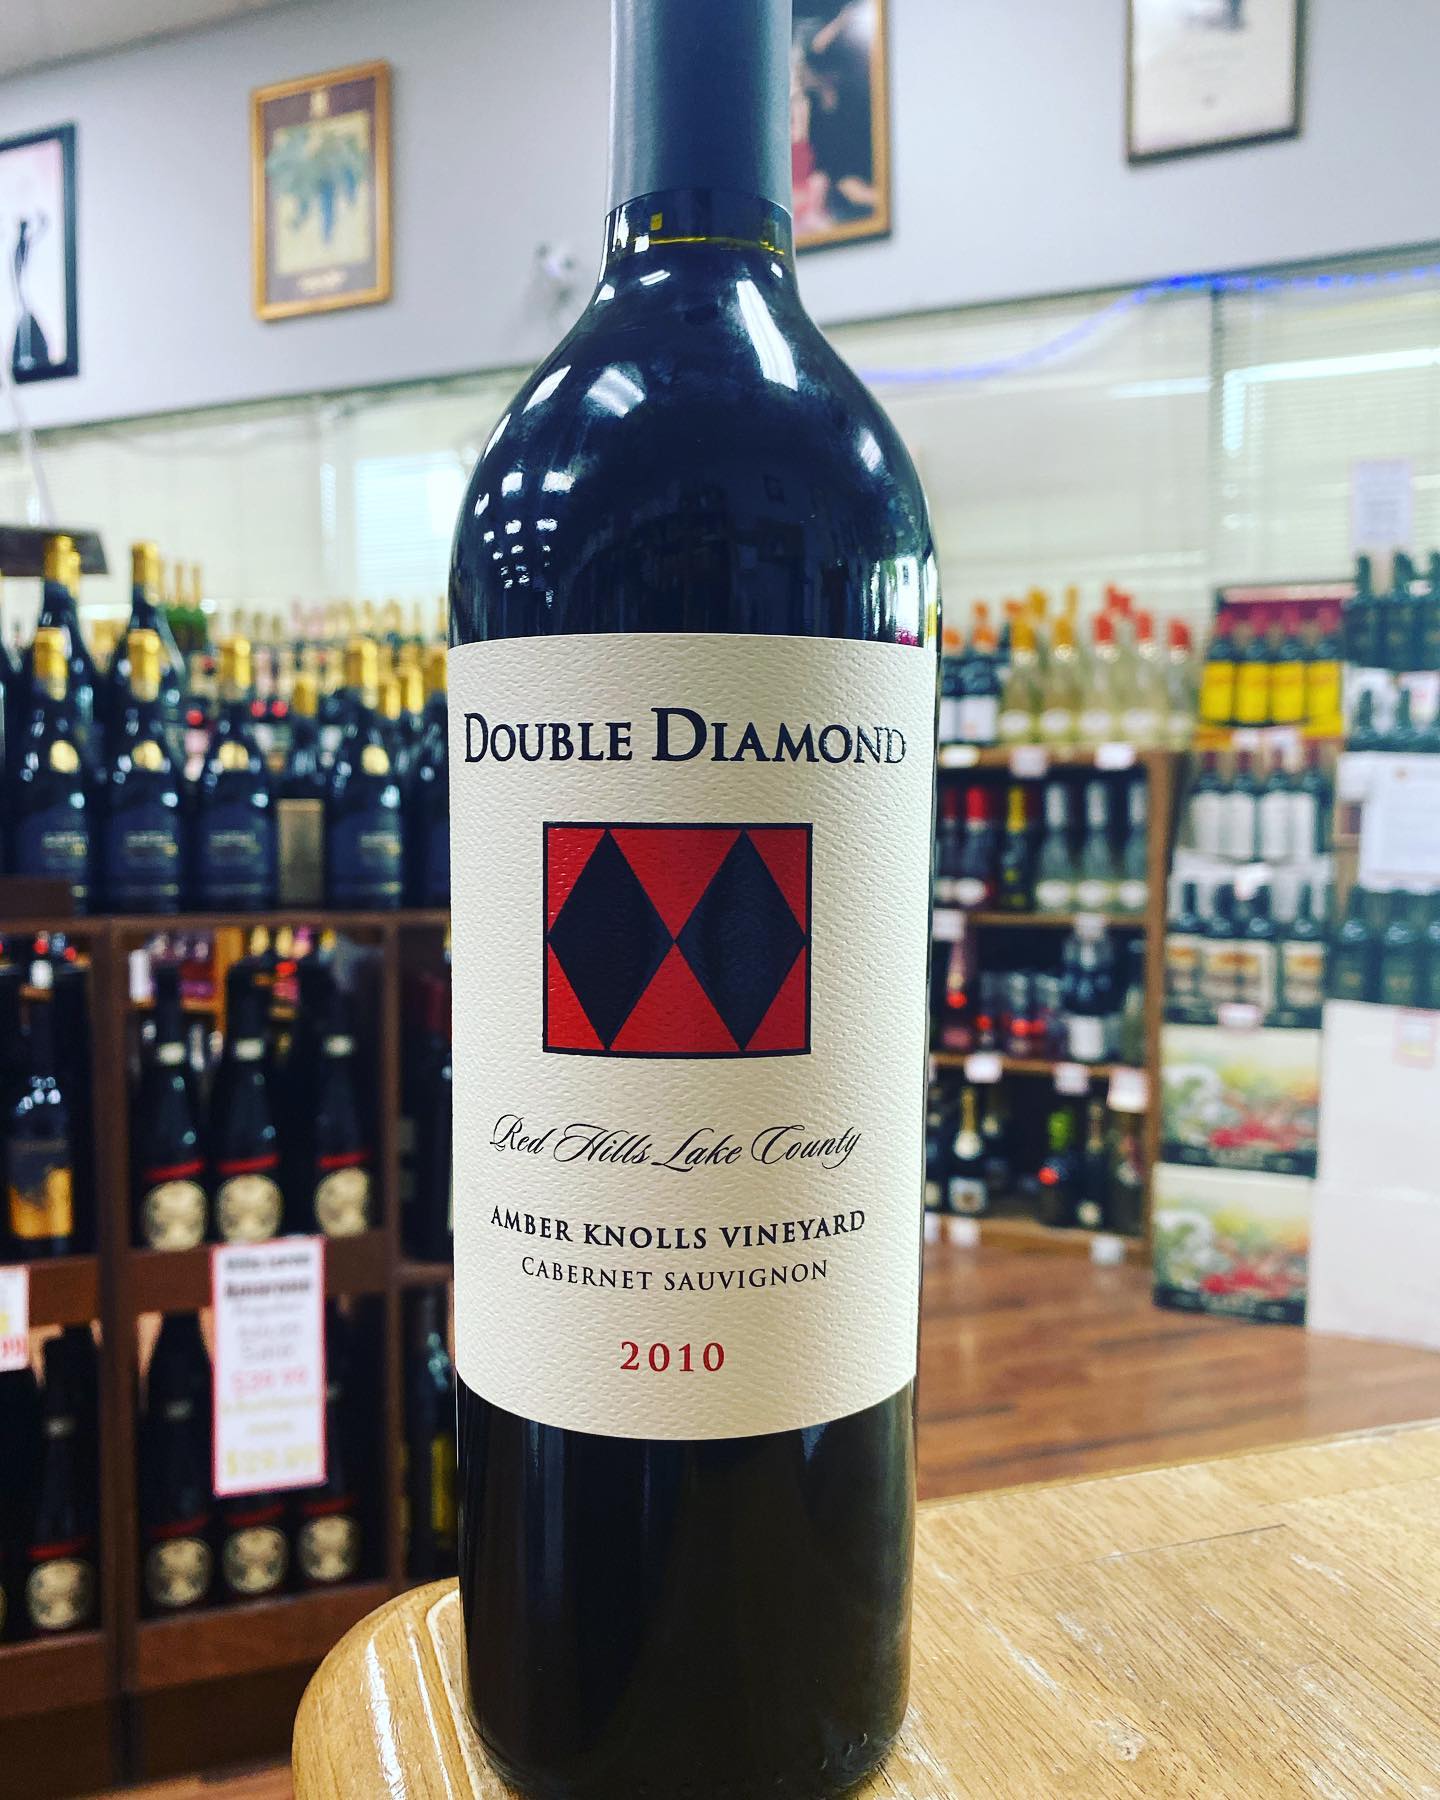 DOUBLE DIAMOND
Red Hills Lake County
AMBER KNOLLS VINEYARD
CABERNET SAUVIGNON
2010